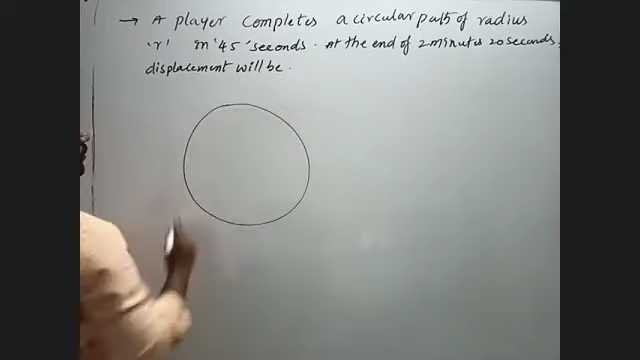 → A player completes a circular path of radius
'r' in '45' seconds. At the end of 2 minutes 20 seconds,
displacement will be.